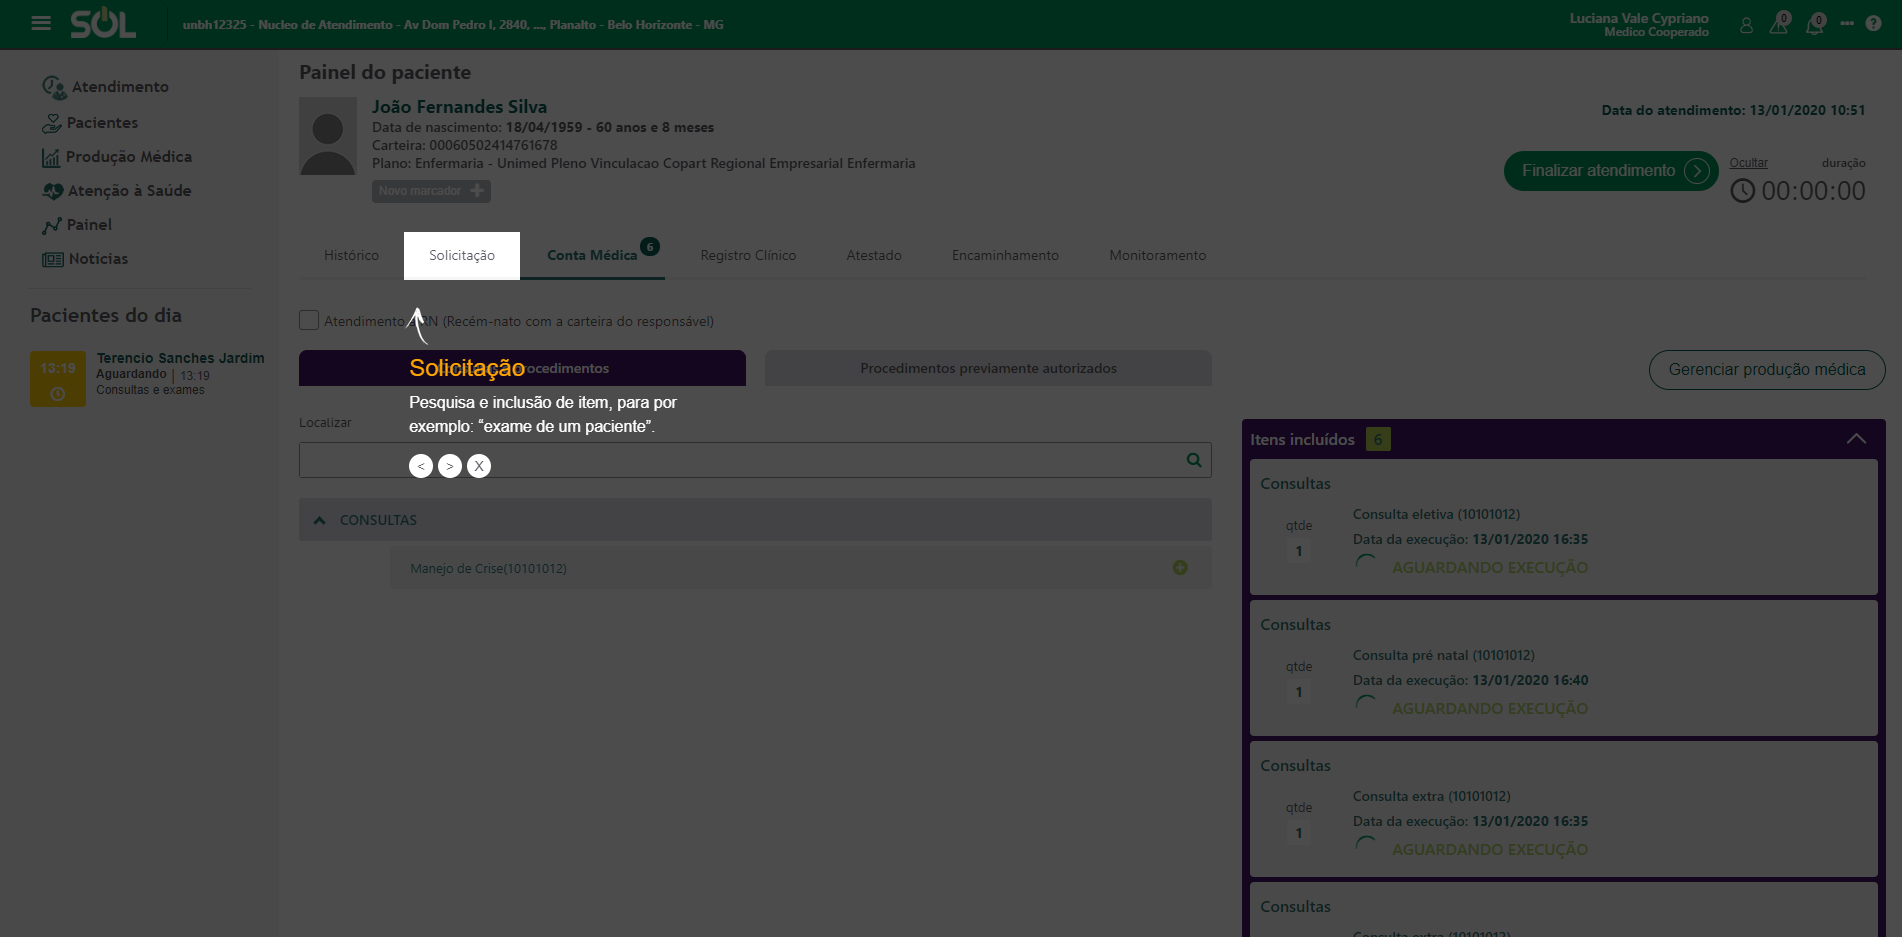 SOL
unbh12325 - Nucleo de Atendimento - Av Dom Pedro I, 2840, ..., Planalto - Belo Horizonte - MG
Luciana Vale Cypriano
Medico Cooperado
0
0
Atendimento
Pacientes
Produção Médica
Atenção à Saúde
Painel
Notícias
Pacientes do dia
13:19
Terencio Sanches Jardim
Aguardando | 13:19
Consultas e exames
Painel do paciente
João Fernandes Silva
Data de nascimento: 18/04/1959 - 60 anos e 8 meses
Carteira: 00060502414761678
Plano: Enfermaria - Unimed Pleno Vinculacao Copart Regional Empresarial Enfermaria
Novo marcador
Data do atendimento: 13/01/2020 10:51
Finalizar atendimento
Ocultar
duração
00:00:00
Histórico
Solicitação
Conta Médica 6
Registro Clínico
Atestado
Encaminhamento
Monitoramento
Atendimento RN (Recém-nato com a carteira do responsável)
procedimentos
Procedimentos previamente autorizados
Gerenciar produção médica
Solicitação
Pesquisa e inclusão de item, para por
exemplo: “exame de um paciente”.
< > X
Localizar
CONSULTAS
Manejo de Crise(10101012)
Itens incluídos 6
Consultas
qtde
1
Consulta eletiva (10101012)
Data da execução: 13/01/2020 16:35
AGUARDANDO EXECUÇÃO
Consultas
qtde
1
Consulta pré natal (10101012)
Data da execução: 13/01/2020 16:40
AGUARDANDO EXECUÇÃO
Consultas
qtde
1
Consulta extra (10101012)
Data da execução: 13/01/2020 16:35
AGUARDANDO EXECUÇÃO
Consultas
Consulta extra (10101012)